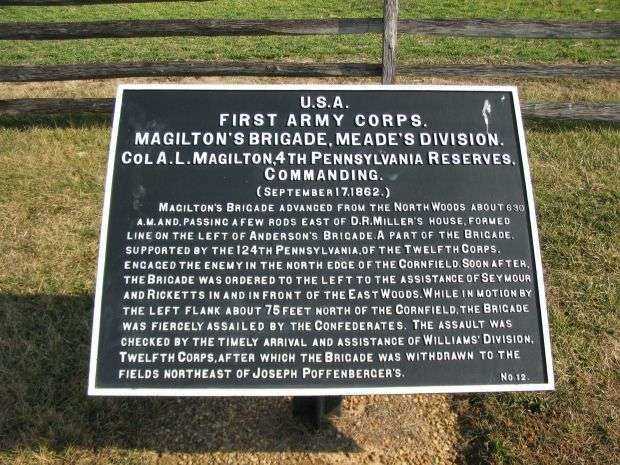 U.S.A.
FIRST ARMY CORPS.
MAGILTON'S BRIGADE, MEADE'S DIVISION.
COL A.L. MAGILTON, 4TH PENNSYLVANIA RESERVES,
COMMANDING.
(SEPTEMBER 17, 1862.)
MAGILTON'S BRIGADE ADVANCED FROM THE NORTH WOODS ABOUT 6:30
A.M. AND, PASSING A FEW RODS EAST OF D.R. MILLER'S HOUSE, FORMED
LINE ON THE LEFT OF ANDERSON'S BRIGADE. A PART OF THE BRIGADE,
SUPPORTED BY THE 124TH PENNSYLVANIA, OF THE TWELFTH CORPS,
ENGAGED THE ENEMY IN THE NORTH EDGE OF THE CORNFIELD. SOON AFTER,
THE BRIGADE WAS ORDERED TO THE LEFT TO THE ASSISTANCE OF SEYMOUR
AND RICKETTS IN AND IN FRONT OF THE EAST WOODS. WHILE IN MOTION BY
THE LEFT FLANK ABOUT 75 FEET NORTH OF THE CORNFIELD, THE BRIGADE
WAS FIERCELY ASSAILED BY THE CONFEDERATES. THE ASSAULT WAS
CHECKED BY THE TIMELY ARRIVAL AND ASSISTANCE OF WILLIAMS' DIVISION,
TWELFTH CORPS, AFTER WHICH THE BRIGADE WAS WITHDRAWN TO THE
FIELDS NORTHEAST OF JOSEPH POFFENBERGER'S.
NO. 12.